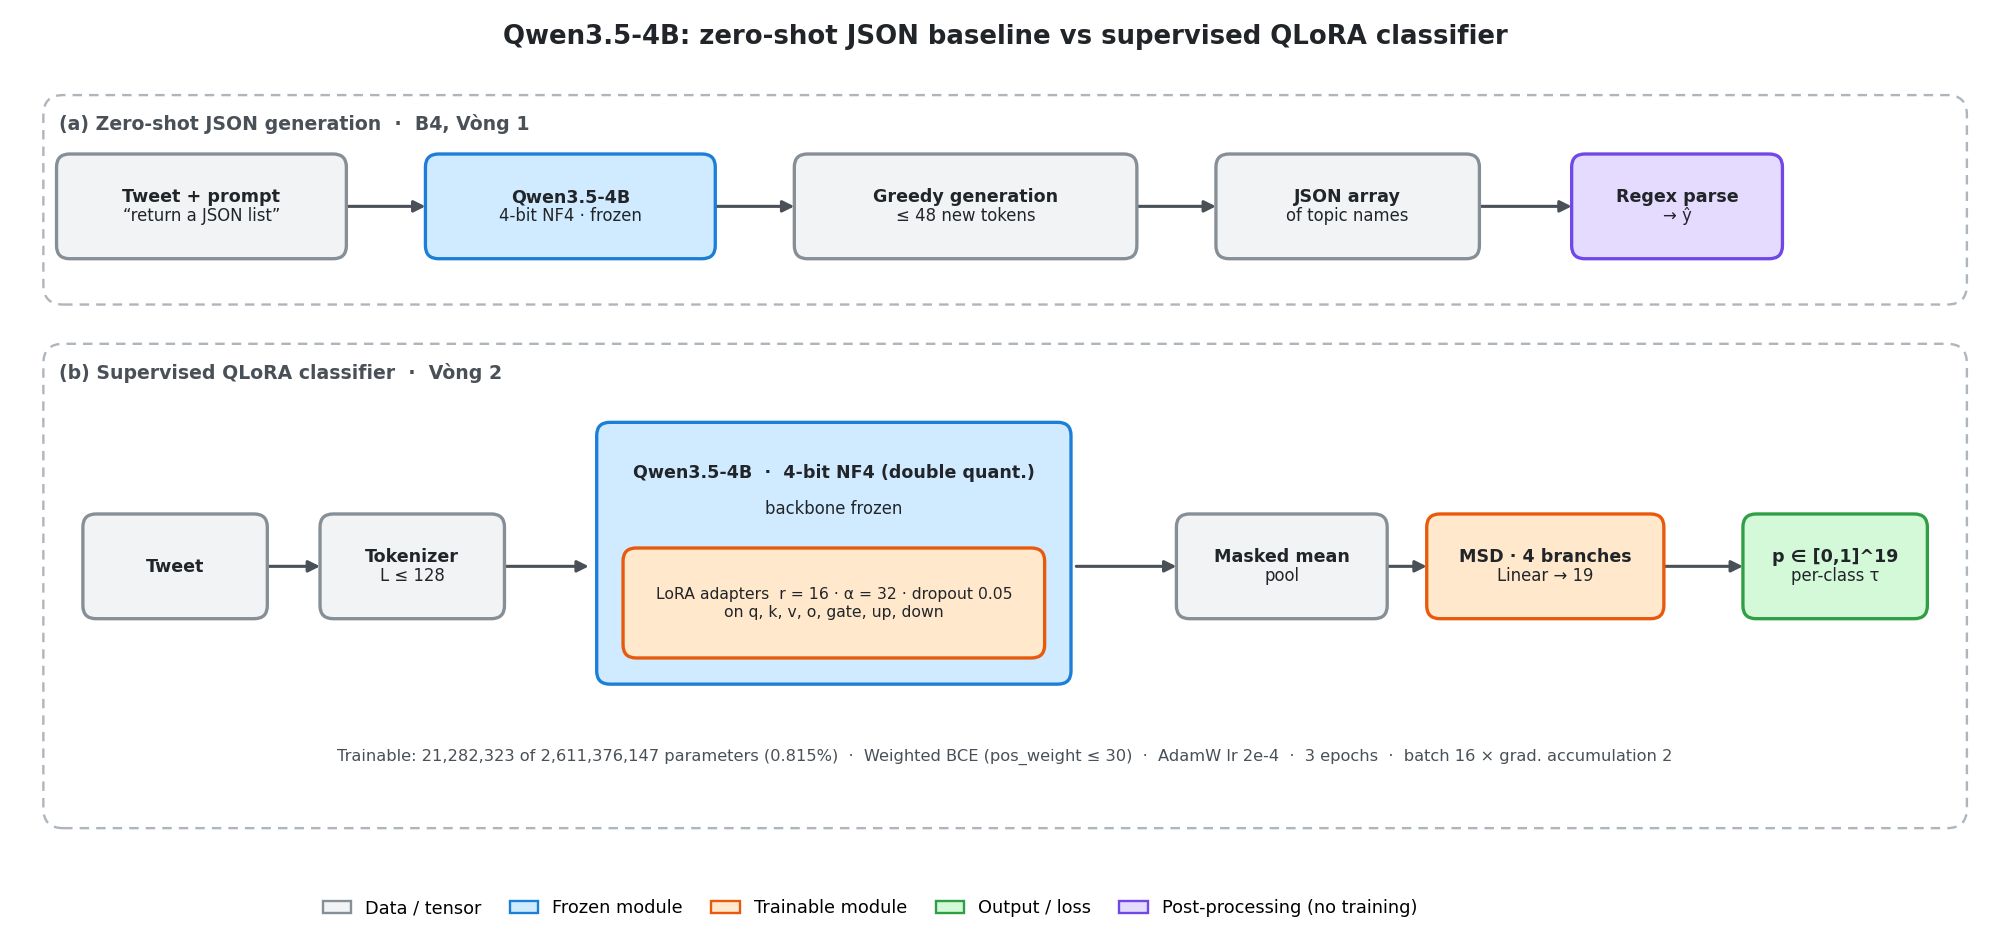 Qwen3.5-4B: zero-shot JSON baseline vs supervised QLoRA classifier
(a) Zero-shot JSON generation · B4, Vòng 1
Tweet + prompt
“return a JSON list”
Qwen3.5-4B
4-bit NF4 · frozen
Greedy generation
≤ 48 new tokens
JSON array
of topic names
Regex parse
→ ŷ
(b) Supervised QLoRA classifier · Vòng 2
Tweet
Tokenizer
L ≤ 128
Qwen3.5-4B · 4-bit NF4 (double quant.)
backbone frozen
LoRA adapters r = 16 · α = 32 · dropout 0.05
on q, k, v, o, gate, up, down
Masked mean
pool
MSD · 4 branches
Linear → 19
p ∈ [0,1]^19
per-class τ
Trainable: 21,282,323 of 2,611,376,147 parameters (0.815%) · Weighted BCE (pos_weight ≤ 30) · AdamW lr 2e-4 · 3 epochs · batch 16 × grad. accumulation 2
Data / tensor
Frozen module
Trainable module
Output / loss
Post-processing (no training)